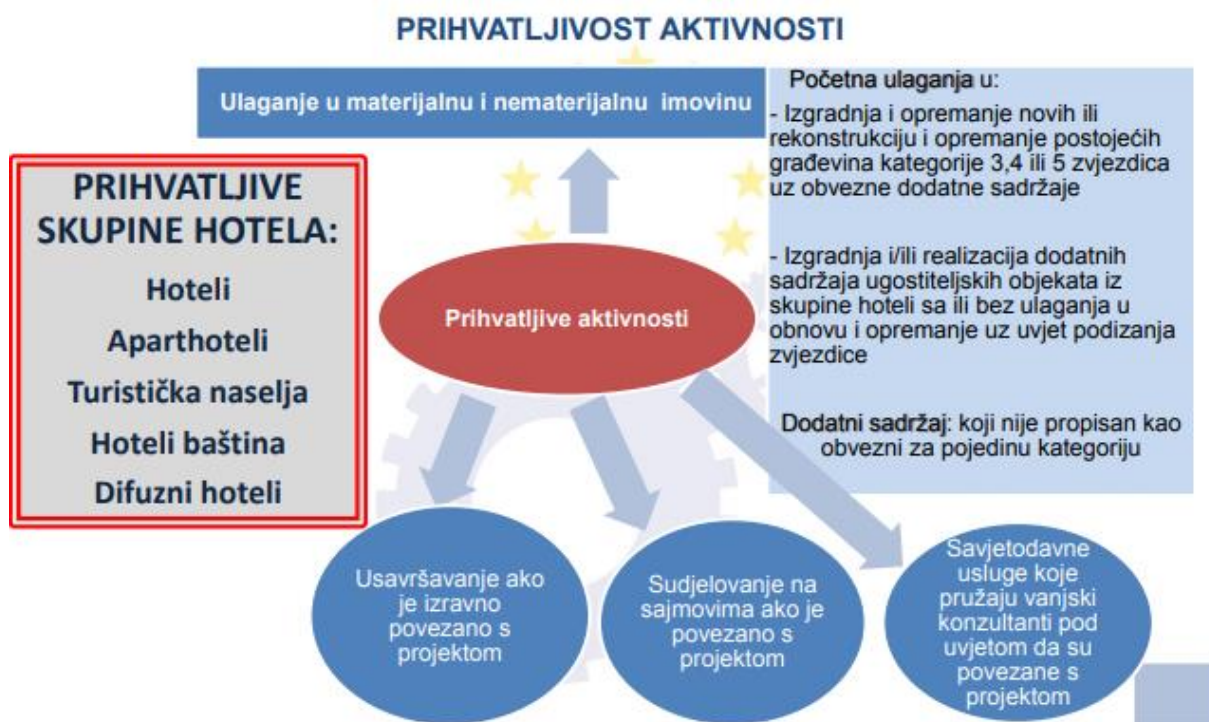 PRIHVATLJIVOST AKTIVNOSTI
Ulaganje u materijalnu i nematerijalnu imovinu
Početna ulaganja u:
- Izgradnja i opremanje novih ili
rekonstrukciju i opremanje postojećih
građevina kategorije 3,4 ili 5 zvjezdica
uz obvezne dodatne sadržaje
- Izgradnja i/ili realizacija dodatnih
sadržaja ugostiteljskih objekata iz
skupine hoteli sa ili bez ulaganja u
obnovu i opremanje uz uvjet podizanja
zvjezdice
Dodatni sadržaj: koji nije propisan kao
obvezni za pojedinu kategoriju
PRIHVATLJIVE
SKUPINE HOTELA:
Hoteli
Aparthoteli
Turistička naselja
Hoteli baština
Difuzni hoteli
Prihvatljive aktivnosti
Usavršavanje ako
je izravno
povezano s
projektom
Sudjelovanje na
sajmovima ako je
povezano s
projektom
Savjetodavne
usluge koje
pružaju vanjski
konzultanti pod
uvjetom da su
povezane s
projektom